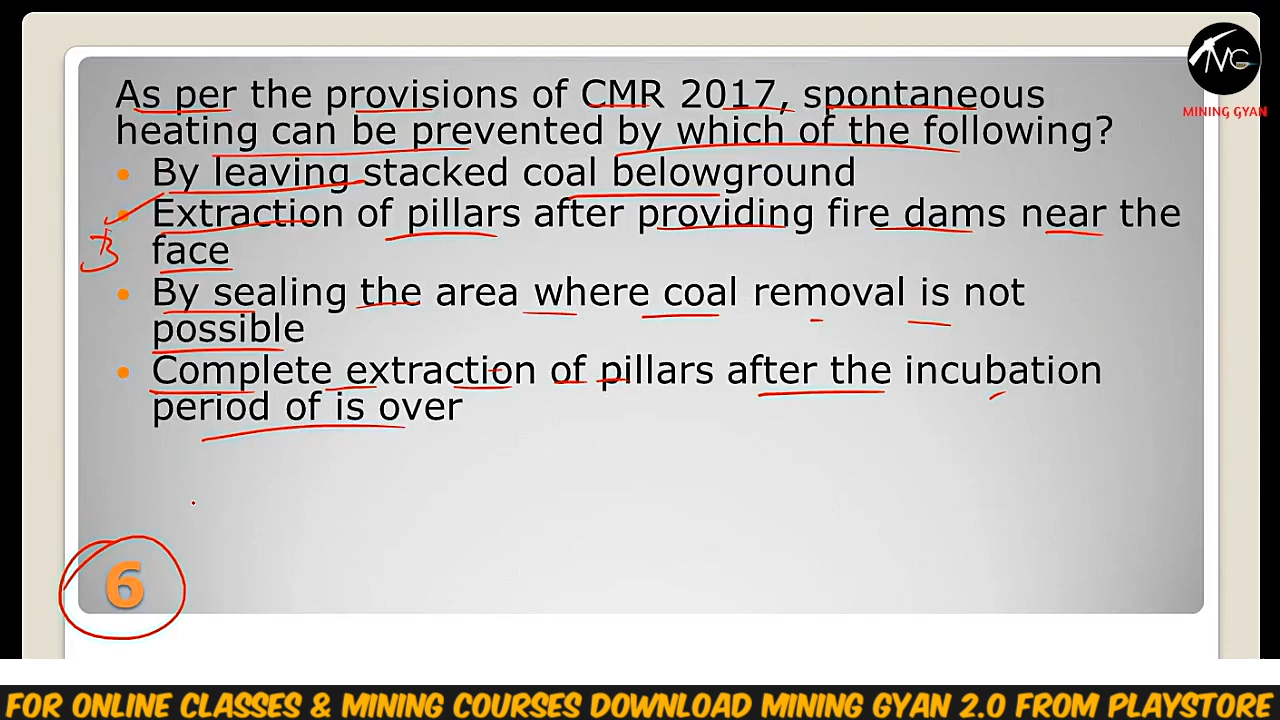 MG
MINING GYAN
As per the provisions of CMR 2017, spontaneous
heating can be prevented by which of the following?
• By leaving stacked coal belowground
• Extraction of pillars after providing fire dams near the
face
B
• By sealing the area where coal removal is not
possible
• Complete extraction of pillars after the incubation
period of is over
6
FOR ONLINE CLASSES & MINING COURSES DOWNLOAD MINING GYAN 2.0 FROM PLAYSTORE